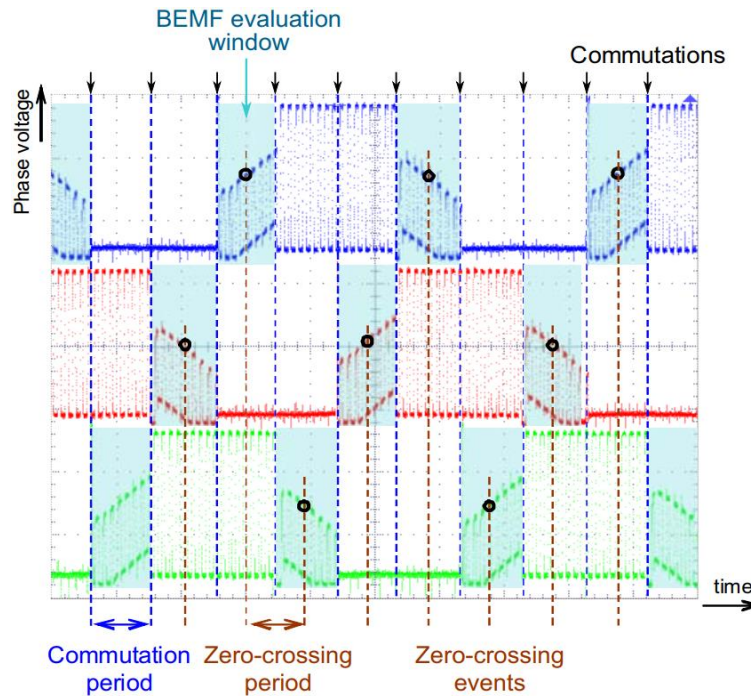 BEMF evaluation
window
Commutations
Phase voltage
time
Commutation
period
Zero-crossing
period
Zero-crossing
events